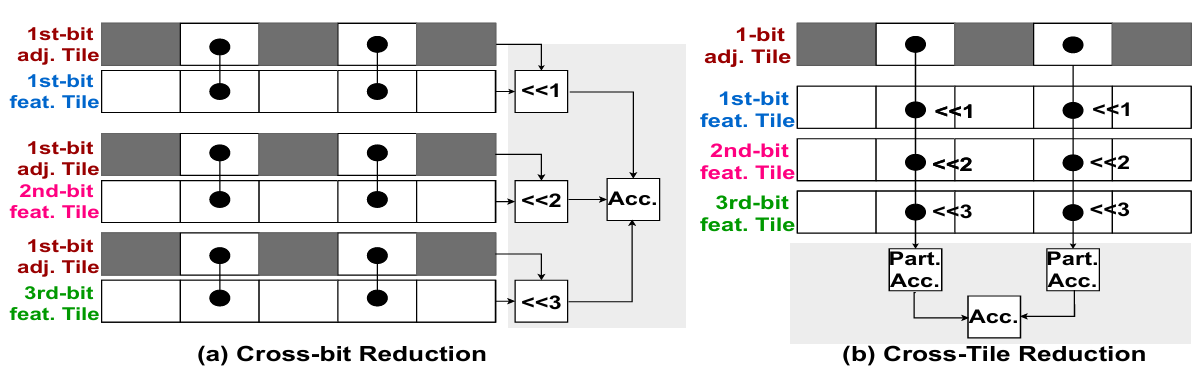 1st-bit
adj. Tile
1st-bit
feat. Tile
<<1
1st-bit
adj. Tile
2nd-bit
feat. Tile
<<2
Acc.
1st-bit
adj. Tile
3rd-bit
feat. Tile
<<3
(a) Cross-bit Reduction
1-bit
adj. Tile
1st-bit
feat. Tile
<<1
<<1
2nd-bit
feat. Tile
<<2
<<2
3rd-bit
feat. Tile
<<3
<<3
Part.
Acc.
Part.
Acc.
Acc.
(b) Cross-Tile Reduction